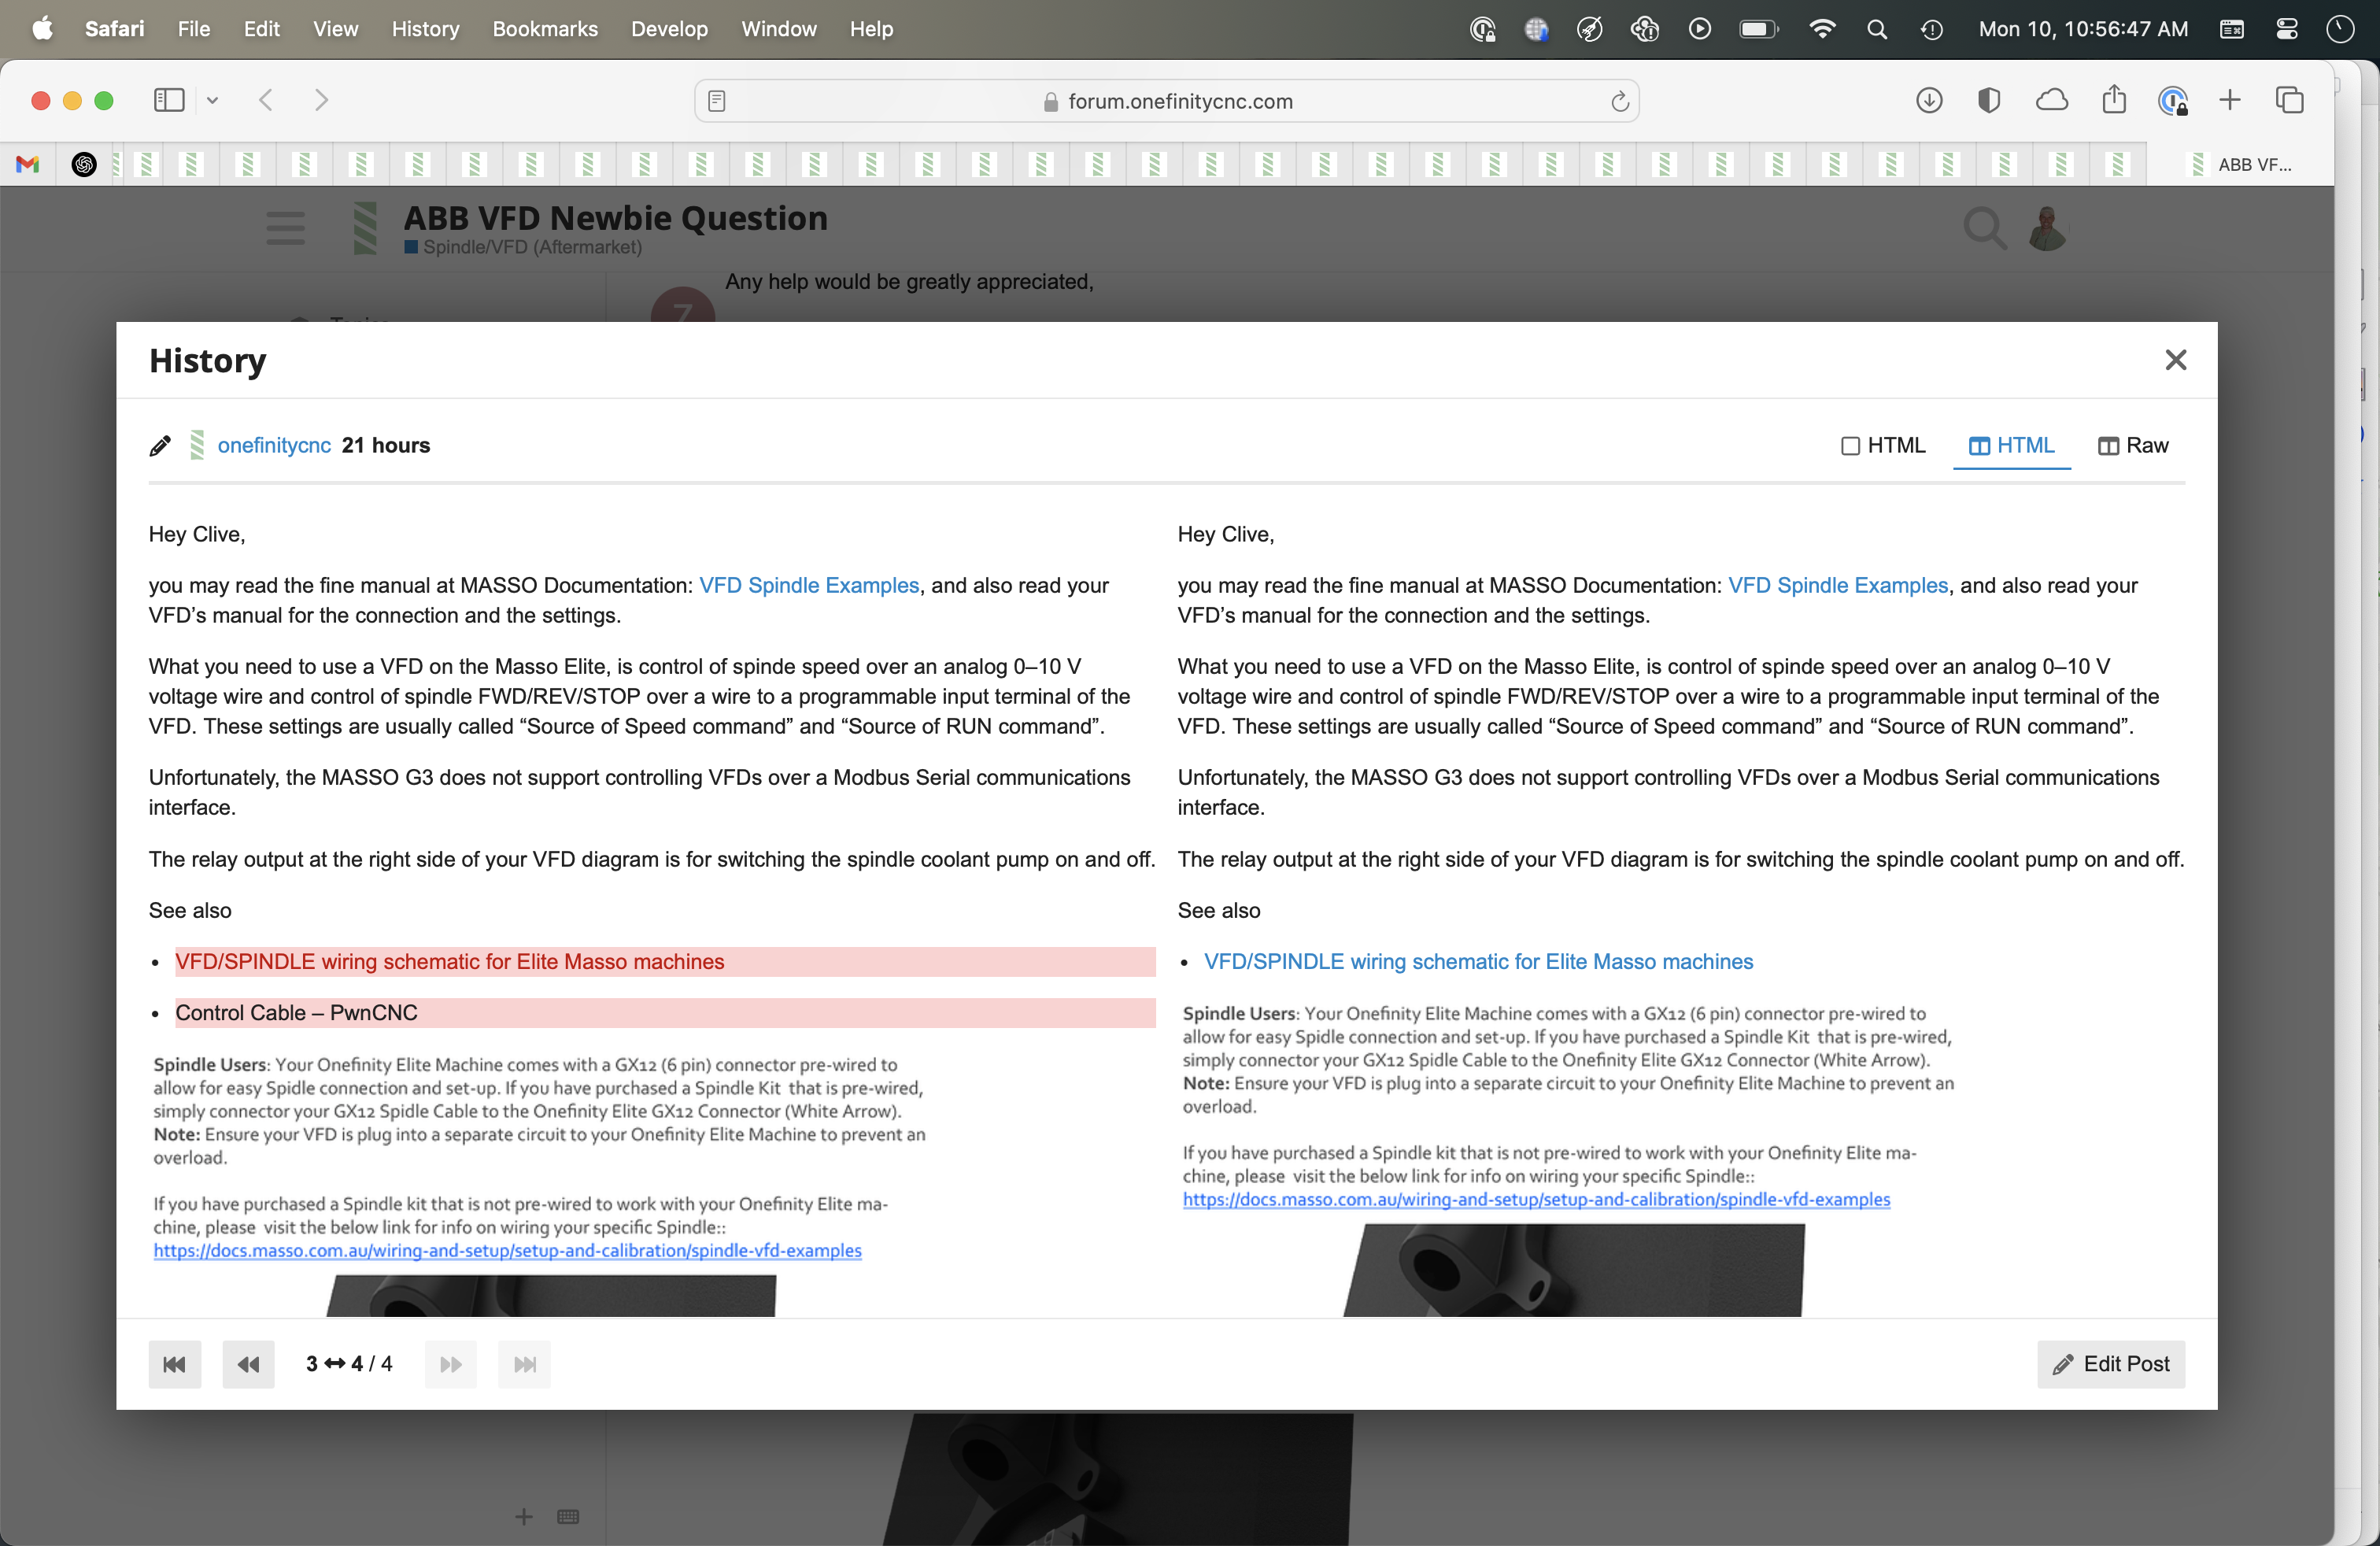 Safari File Edit View History Bookmarks Develop Window Help Mon 10, 10:56:47 AM
forum.onefinitycnc.com
ABB VF...
ABB VFD Newbie Question
Spindle/VFD (Aftermarket)
Any help would be greatly appreciated,
Z
Topics
History
onefinitycnc 21 hours
HTML
HTML
Raw
Hey Clive,
you may read the fine manual at MASSO Documentation: VFD Spindle Examples, and also read your
VFD’s manual for the connection and the settings.
What you need to use a VFD on the Masso Elite, is control of spinde speed over an analog 0–10 V
voltage wire and control of spindle FWD/REV/STOP over a wire to a programmable input terminal of the
VFD. These settings are usually called “Source of Speed command” and “Source of RUN command”.
Unfortunately, the MASSO G3 does not support controlling VFDs over a Modbus Serial communications
interface.
The relay output at the right side of your VFD diagram is for switching the spindle coolant pump on and off.
See also
• VFD/SPINDLE wiring schematic for Elite Masso machines
• Control Cable – PwnCNC
Spindle Users: Your Onefinity Elite Machine comes with a GX12 (6 pin) connector pre-wired to
allow for easy Spidle connection and set-up. If you have purchased a Spindle Kit that is pre-wired,
simply connector your GX12 Spidle Cable to the Onefinity Elite GX12 Connector (White Arrow).
Note: Ensure your VFD is plug into a separate circuit to your Onefinity Elite Machine to prevent an
overload.
If you have purchased a Spindle kit that is not pre-wired to work with your Onefinity Elite ma-
chine, please visit the below link for info on wiring your specific Spindle::
https://docs.masso.com.au/wiring-and-setup/setup-and-calibration/spindle-vfd-examples
Hey Clive,
you may read the fine manual at MASSO Documentation: VFD Spindle Examples, and also read your
VFD’s manual for the connection and the settings.
What you need to use a VFD on the Masso Elite, is control of spinde speed over an analog 0–10 V
voltage wire and control of spindle FWD/REV/STOP over a wire to a programmable input terminal of the
VFD. These settings are usually called “Source of Speed command” and “Source of RUN command”.
Unfortunately, the MASSO G3 does not support controlling VFDs over a Modbus Serial communications
interface.
The relay output at the right side of your VFD diagram is for switching the spindle coolant pump on and off.
See also
• VFD/SPINDLE wiring schematic for Elite Masso machines
Spindle Users: Your Onefinity Elite Machine comes with a GX12 (6 pin) connector pre-wired to
allow for easy Spidle connection and set-up. If you have purchased a Spindle Kit that is pre-wired,
simply connector your GX12 Spidle Cable to the Onefinity Elite GX12 Connector (White Arrow).
Note: Ensure your VFD is plug into a separate circuit to your Onefinity Elite Machine to prevent an
overload.
If you have purchased a Spindle kit that is not pre-wired to work with your Onefinity Elite ma-
chine, please visit the below link for info on wiring your specific Spindle::
https://docs.masso.com.au/wiring-and-setup/setup-and-calibration/spindle-vfd-examples
3 ↔ 4 / 4
Edit Post